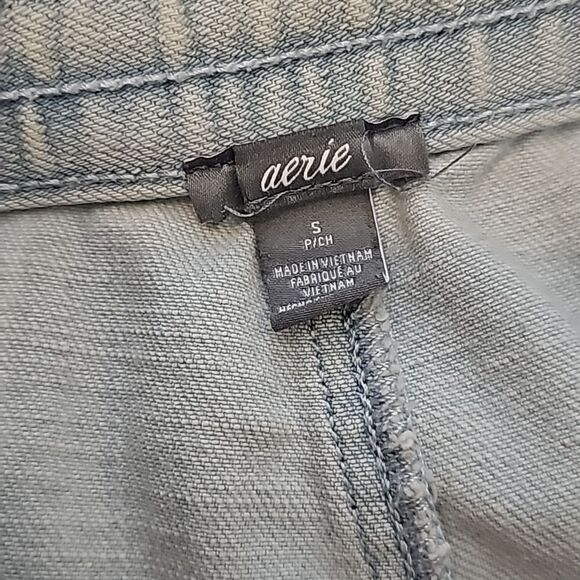 aerie
S
P/CH
MADE IN VIETNAM
FABRIQUÉ AU
VIETNAM